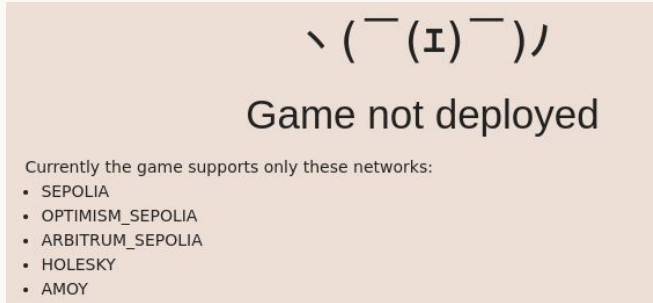 ヽ(￣(ｴ)￣)ﾉ
Game not deployed
Currently the game supports only these networks:
• SEPOLIA
• OPTIMISM_SEPOLIA
• ARBITRUM_SEPOLIA
• HOLESKY
• AMOY